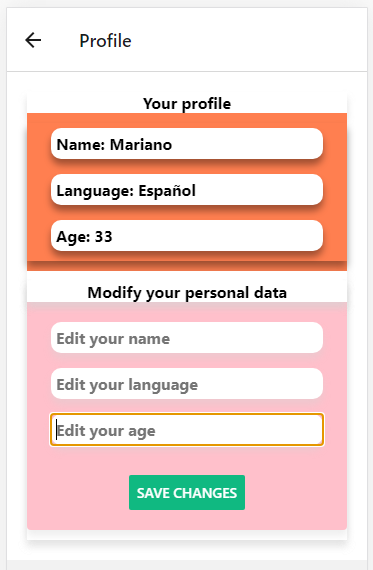 Profile
Your profile
Name: Mariano
Language: Español
Age: 33
Modify your personal data
Edit your name
Edit your language
Edit your age
SAVE CHANGES